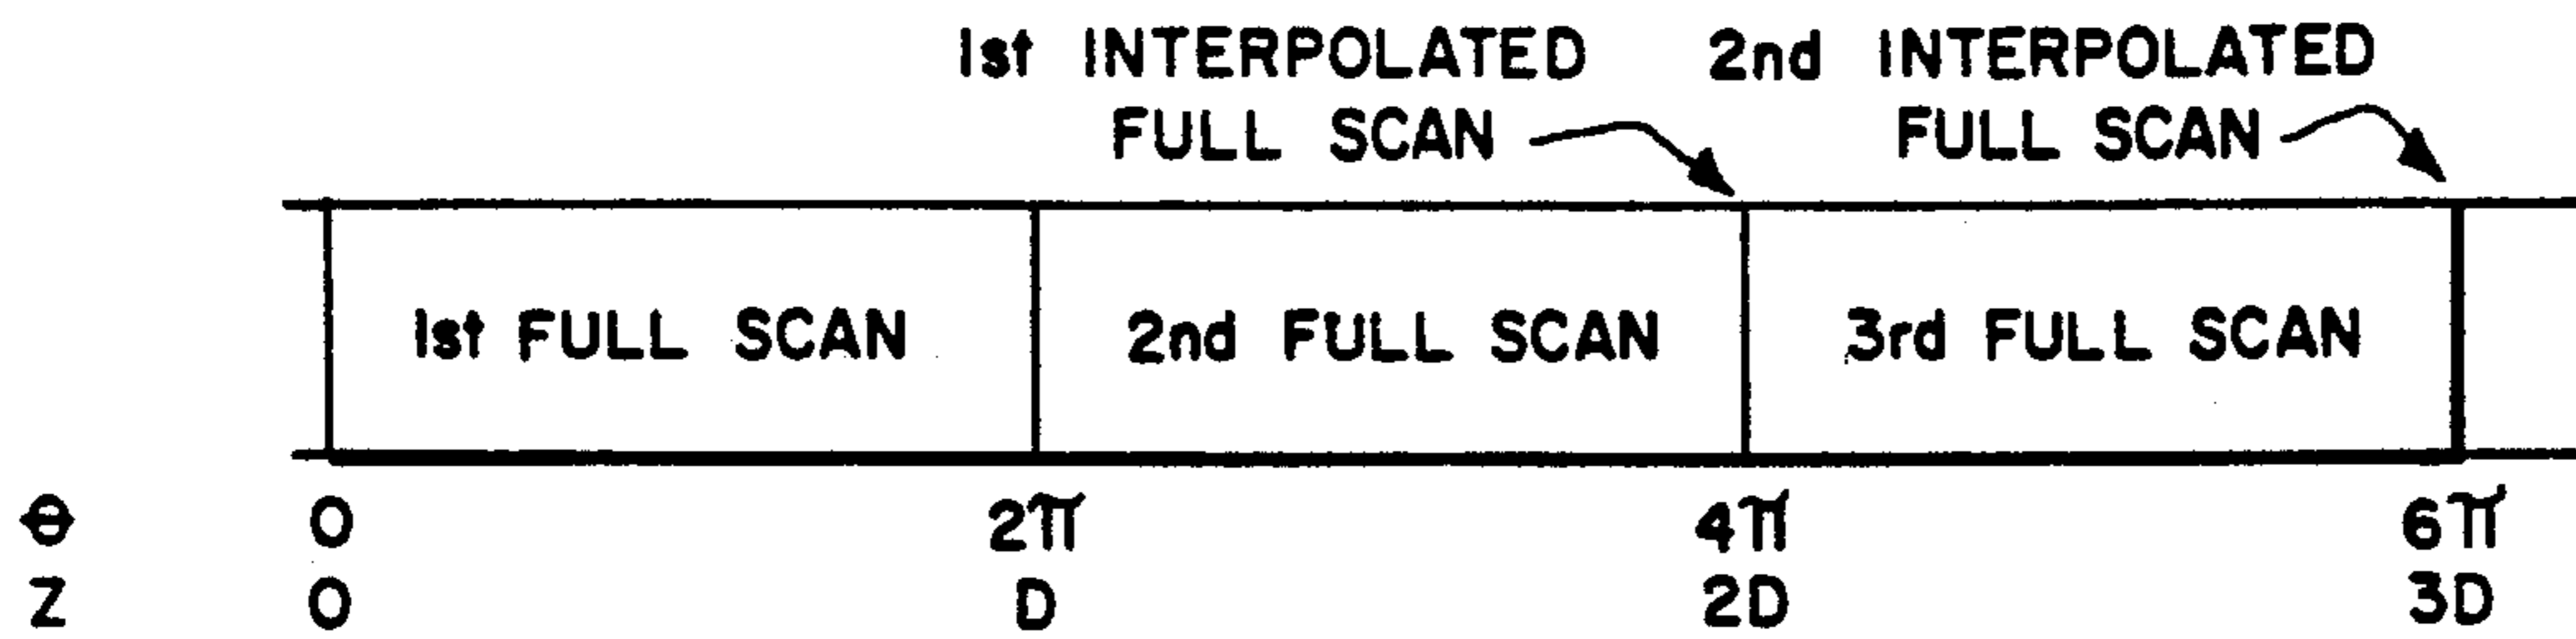 1st INTERPOLATED
FULL SCAN
2nd INTERPOLATED
FULL SCAN
1st FULL SCAN
2nd FULL SCAN
3rd FULL SCAN
Θ 0 2π 4π 6π
Z 0 D 2D 3D